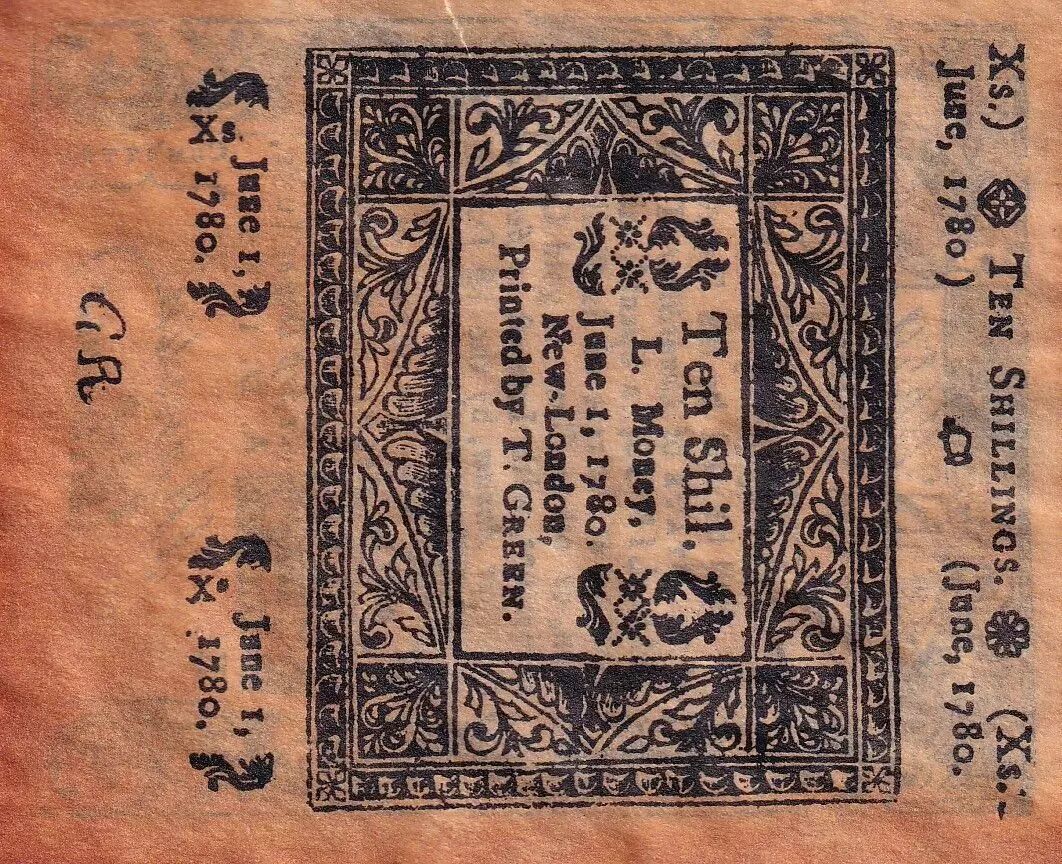 Xs.) TEN SHILLINGS. (Xs.
June, 1780) (June, 1780.
Ten Shil.
L. Money,
June 1, 1780.
New-London,
Printed by T. GREEN.
June 1, June 1,
Xs 1780. X 1780.